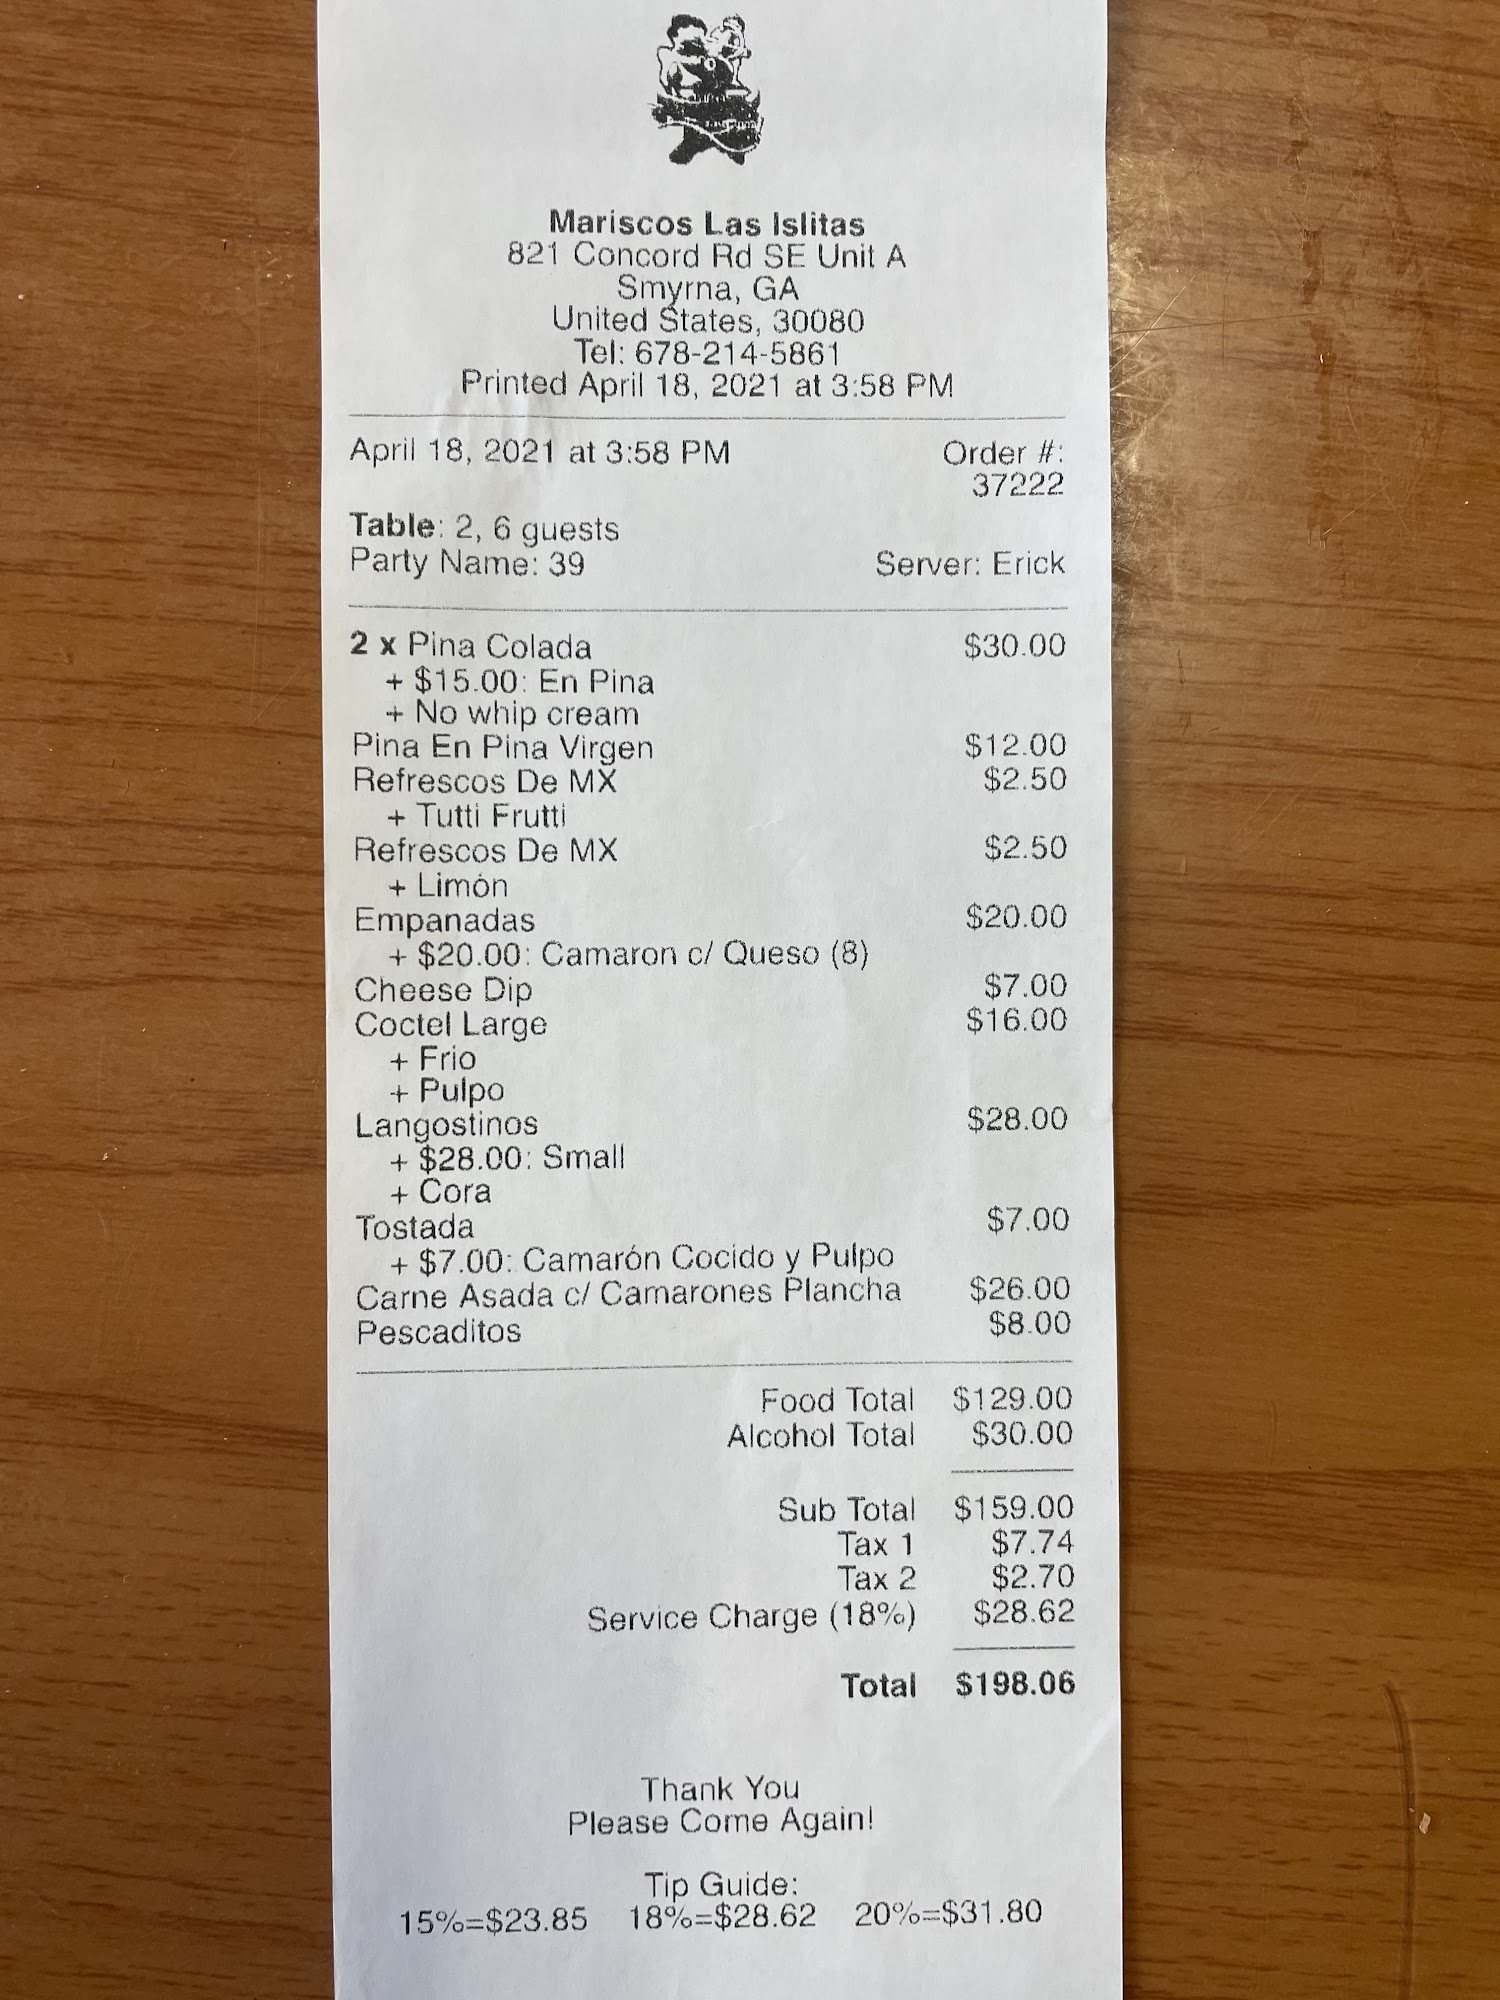 Mariscos Las Islitas
821 Concord Rd SE Unit A
Smyrna, GA
United States, 30080
Tel: 678-214-5861
Printed April 18, 2021 at 3:58 PM
April 18, 2021 at 3:58 PM Order #:
37222
Table: 2, 6 guests
Party Name: 39 Server: Erick
2 x Pina Colada $30.00
+ $15.00: En Pina
+ No whip cream
Pina En Pina Virgen $12.00
Refrescos De MX $2.50
+ Tutti Frutti
Refrescos De MX $2.50
+ Limón
Empanadas $20.00
+ $20.00: Camaron c/ Queso (8)
Cheese Dip $7.00
Coctel Large $16.00
+ Frio
+ Pulpo
Langostinos $28.00
+ $28.00: Small
+ Cora
Tostada $7.00
+ $7.00: Camarón Cocido y Pulpo
Carne Asada c/ Camarones Plancha $26.00
Pescaditos $8.00
Food Total $129.00
Alcohol Total $30.00
Sub Total $159.00
Tax 1 $7.74
Tax 2 $2.70
Service Charge (18%) $28.62
Total $198.06
Thank You
Please Come Again!
Tip Guide:
15%=$23.85 18%=$28.62 20%=$31.80